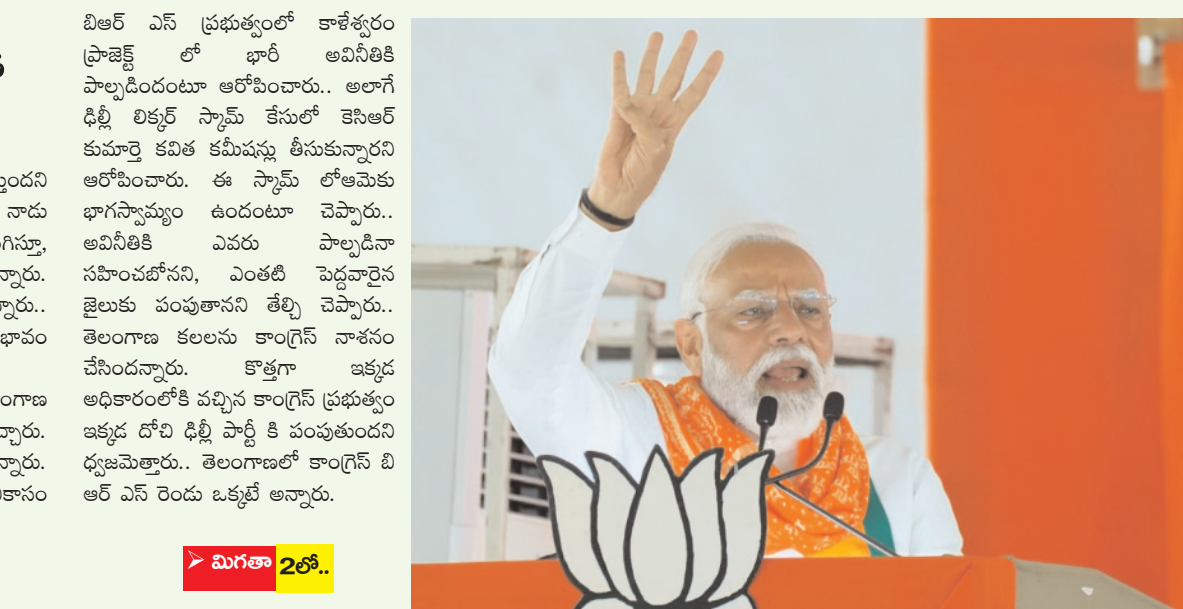 స్తుందని
నాడు
గిస్తూ,
న్నారు.
న్నారు..
భావం
ంగాణ
చ్చారు.
న్నారు.
కాసం
బిఆర్ ఎస్ ప్రభుత్వంలో కాళేశ్వరం
ప్రాజెక్ట్ లో భారీ అవినీతికి
పాల్పడిందంటూ ఆరోపించారు.. అలాగే
ఢిల్లీ లిక్కర్ స్కామ్ కేసులో కెసిఆర్
కుమార్తె కవిత కమీషన్లు తీసుకున్నారని
ఆరోపించారు. ఈ స్కామ్ లోఆమెకు
భాగస్వామ్యం ఉందంటూ చెప్పారు..
అవినీతికి ఎవరు పాల్పడినా
సహించబోనని, ఎంతటి పెద్దవారైన
జైలుకు పంపుతానని తేల్చి చెప్పారు..
తెలంగాణ కలలను కాంగ్రెస్ నాశనం
చేసిందన్నారు. కొత్తగా ఇక్కడ
అధికారంలోకి వచ్చిన కాంగ్రెస్ ప్రభుత్వం
ఇక్కడ దోచి ఢిల్లీ పార్టీ కి పంపుతుందని
ధ్వజమెత్తారు.. తెలంగాణలో కాంగ్రెస్ బి
ఆర్ ఎస్ రెండు ఒక్కటే అన్నారు.
మిగతా 2లో..